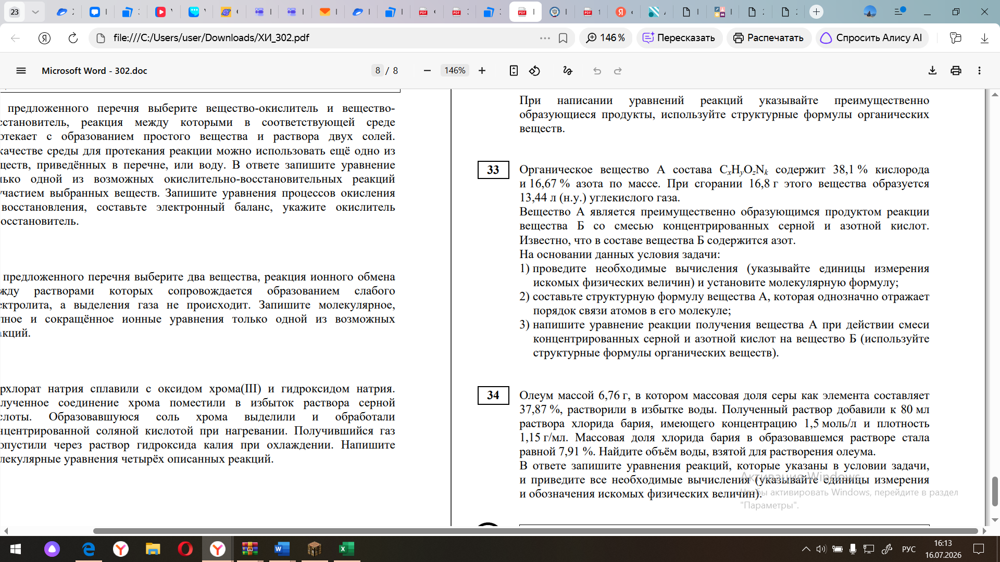 23
file:///C:/Users/user/Downloads/ХИ_302.pdf
146 %
Пересказать
Распечатать
Спросить Алису AI
Microsoft Word - 302.doc
8 / 8
146%
предложенного перечня выберите вещество-окислитель и вещество-
сстановитель, реакция между которыми в соответствующей среде
отекает с образованием простого вещества и раствора двух солей.
качестве среды для протекания реакции можно использовать ещё одно из
ществ, приведённых в перечне, или воду. В ответе запишите уравнение
лько одной из возможных окислительно-восстановительных реакций
участием выбранных веществ. Запишите уравнения процессов окисления
восстановления, составьте электронный баланс, укажите окислитель
осстановитель.
предложенного перечня выберите два вещества, реакция ионного обмена
жду растворами которых сопровождается образованием слабого
ектролита, а выделения газа не происходит. Запишите молекулярное,
лное и сокращённое ионные уравнения только одной из возможных
акций.
рхлорат натрия сплавили с оксидом хрома(III) и гидроксидом натрия.
лученное соединение хрома поместили в избыток раствора серной
слоты. Образовавшуюся соль хрома выделили и обработали
нцентрированной соляной кислотой при нагревании. Получившийся газ
опустили через раствор гидроксида калия при охлаждении. Напишите
лекулярные уравнения четырёх описанных реакций.
При написании уравнений реакций указывайте преимущественно
образующиеся продукты, используйте структурные формулы органических
веществ.
33
Органическое вещество А состава CxHyOzNk содержит 38,1 % кислорода
и 16,67 % азота по массе. При сгорании 16,8 г этого вещества образуется
13,44 л (н.у.) углекислого газа.
Вещество А является преимущественно образующимся продуктом реакции
вещества Б со смесью концентрированных серной и азотной кислот.
Известно, что в составе вещества Б содержится азот.
На основании данных условия задачи:
1) проведите необходимые вычисления (указывайте единицы измерения
искомых физических величин) и установите молекулярную формулу;
2) составьте структурную формулу вещества А, которая однозначно отражает
порядок связи атомов в его молекуле;
3) напишите уравнение реакции получения вещества А при действии смеси
концентрированных серной и азотной кислот на вещество Б (используйте
структурные формулы органических веществ).
34
Олеум массой 6,76 г, в котором массовая доля серы как элемента составляет
37,87 %, растворили в избытке воды. Полученный раствор добавили к 80 мл
раствора хлорида бария, имеющего концентрацию 1,5 моль/л и плотность
1,15 г/мл. Массовая доля хлорида бария в образовавшемся растворе стала
равной 7,91 %. Найдите объём воды, взятой для растворения олеума.
В ответе запишите уравнения реакций, которые указаны в условии задачи,
и приведите все необходимые вычисления (указывайте единицы измерения
и обозначения искомых физических величин).
Активация Windows
Чтобы активировать Windows, перейдите в раздел
"Параметры".
РУС
16:13
16.07.2026